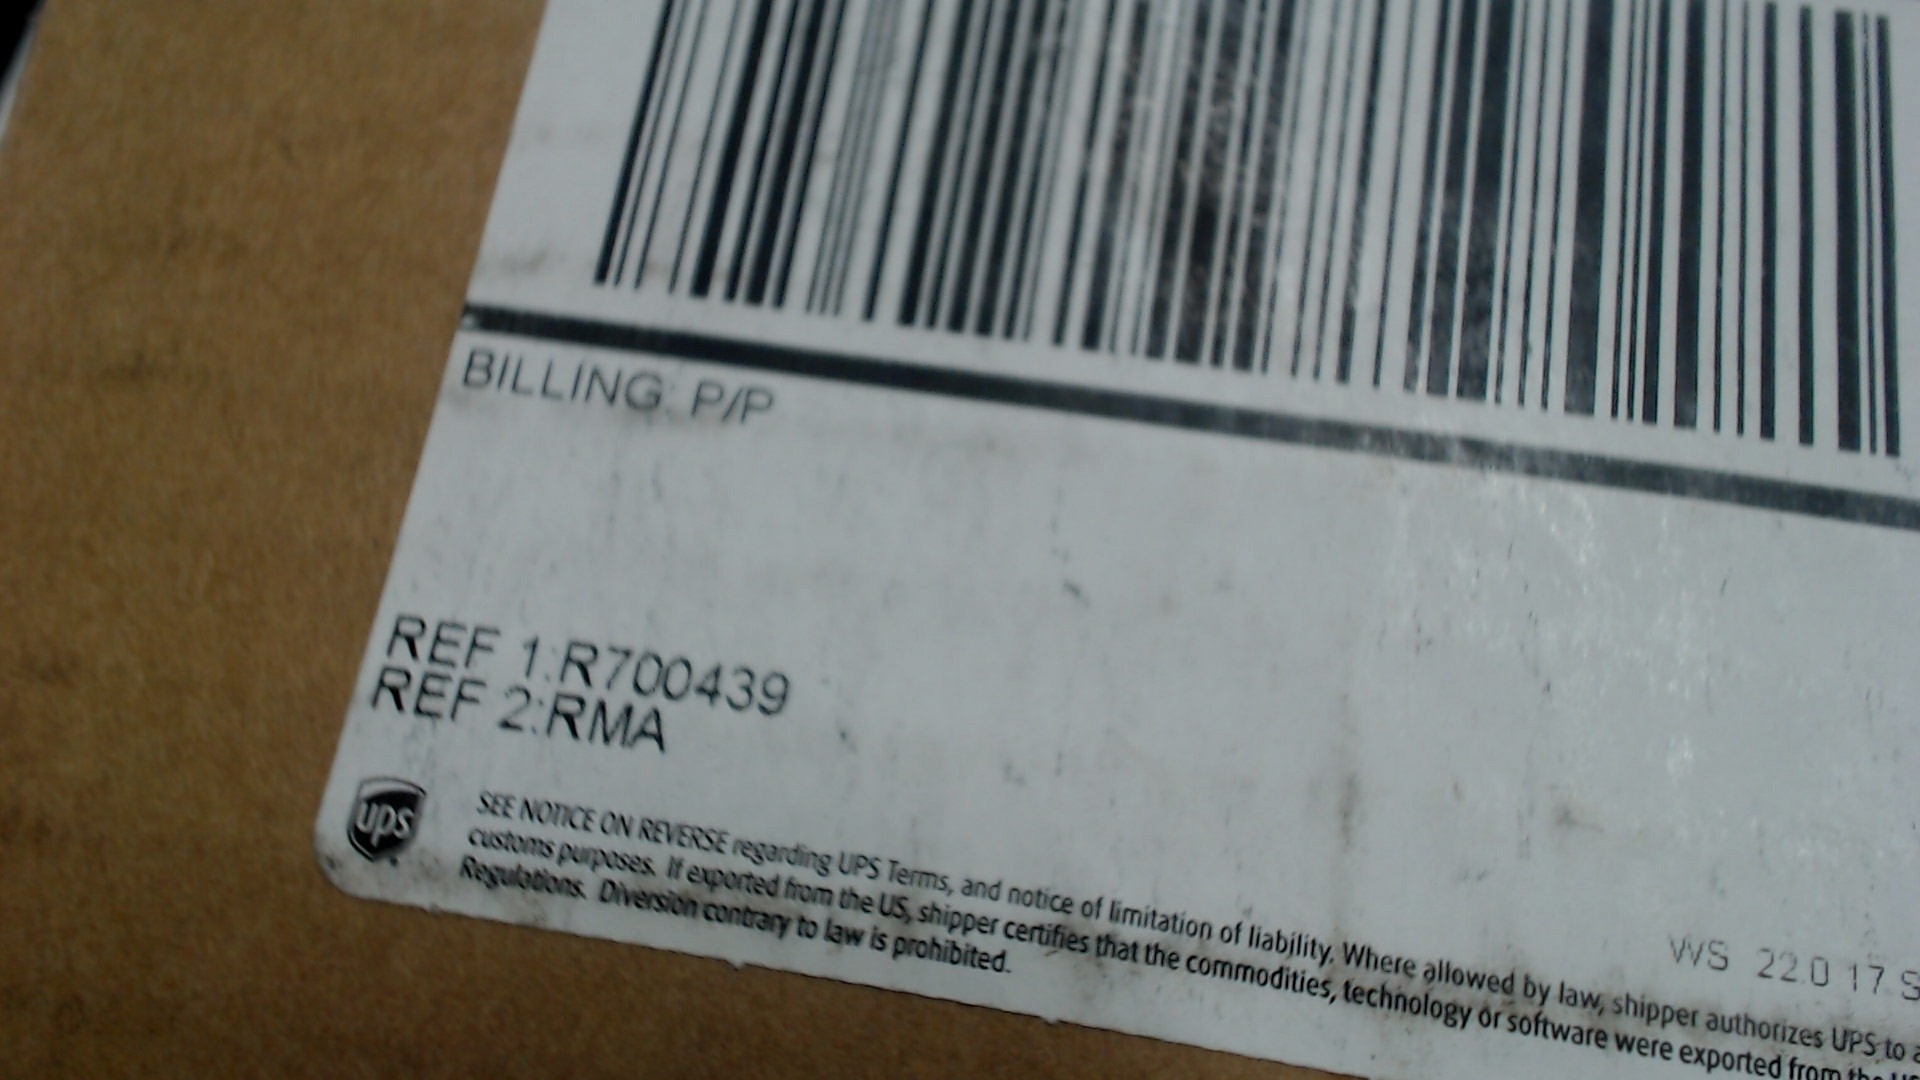 BILLING: P/P
REF 1:R700439
REF 2:RMA
ups
SEE NOTICE ON REVERSE regarding UPS Terms, and notice of limitation of liability. Where allowed by law, shipper authorizes UPS to a
customs purposes. If exported from the US, shipper certifies that the commodities, technology or software were exported from the US
Regulations. Diversion contrary to law is prohibited.
WS 22.0 17 S